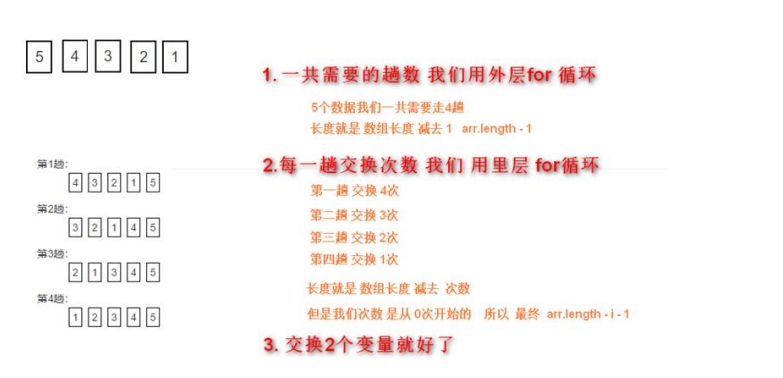 5 4 3 2 1
1. 一共需要的趟数 我们用外层for 循环
5个数据我们一共需要走4趟
长度就是 数组长度 减去 1 arr.length - 1
第1趟:
4 3 2 1 5
第2趟:
3 2 1 4 5
第3趟:
2 1 3 4 5
第4趟:
1 2 3 4 5
2.每一趟交换次数 我们 用里层 for循环
第一趟 交换 4次
第二趟 交换 3次
第三趟 交换 2次
第四趟 交换 1次
长度就是 数组长度 减去 次数
但是我们次数 是从 0次开始的 所以 最终 arr.length - i - 1
3. 交换2个变量就好了